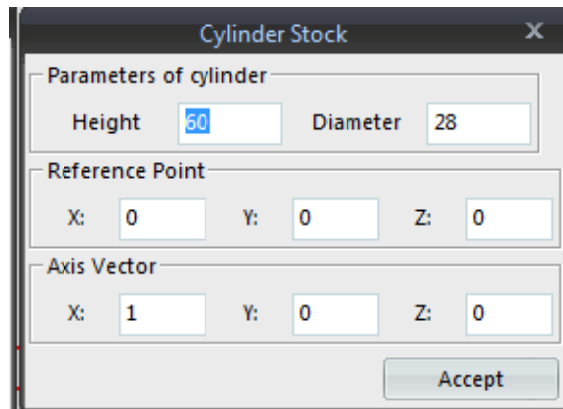 Cylinder Stock x
Parameters of cylinder
Height 60 Diameter 28
Reference Point
X: 0 Y: 0 Z: 0
Axis Vector
X: 1 Y: 0 Z: 0
Accept